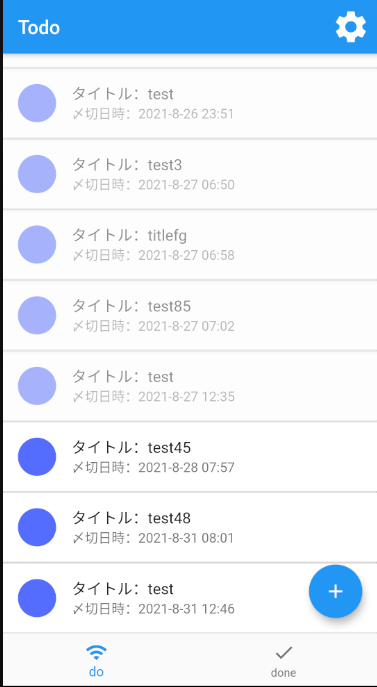 Todo
タイトル：test
〆切日時：2021-8-26 23:51
タイトル：test3
〆切日時：2021-8-27 06:50
タイトル：titlefg
〆切日時：2021-8-27 06:58
タイトル：test85
〆切日時：2021-8-27 07:02
タイトル：test
〆切日時：2021-8-27 12:35
タイトル：test45
〆切日時：2021-8-28 07:57
タイトル：test48
〆切日時：2021-8-31 08:01
タイトル：test
〆切日時：2021-8-31 12:46
do
done